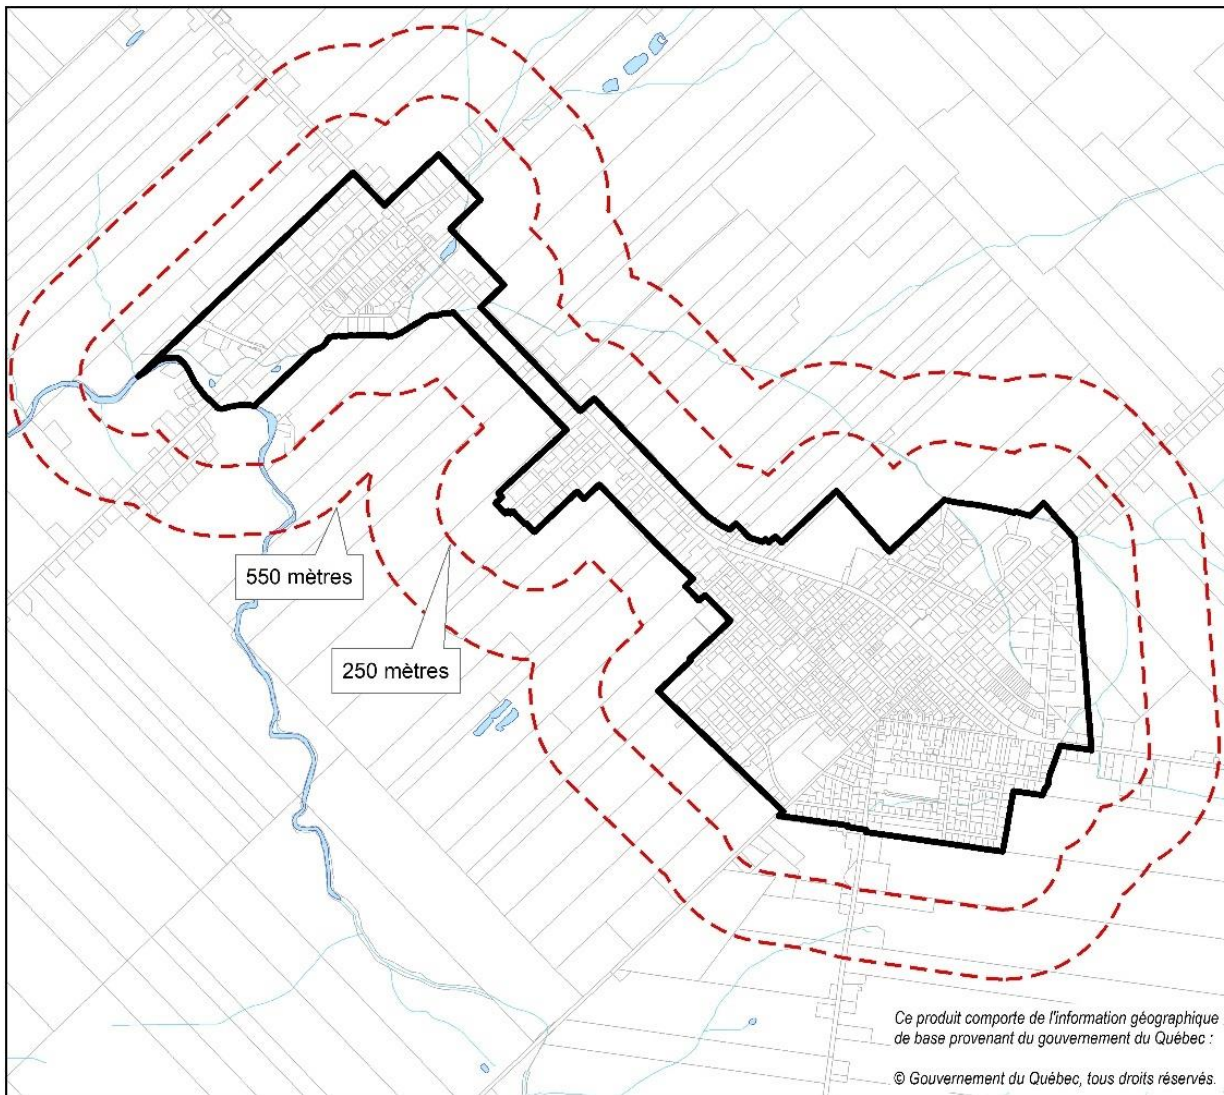 550 mètres
250 mètres
Ce produit comporte de l'information géographique
de base provenant du gouvernement du Québec :
© Gouvernement du Québec, tous droits réservés.